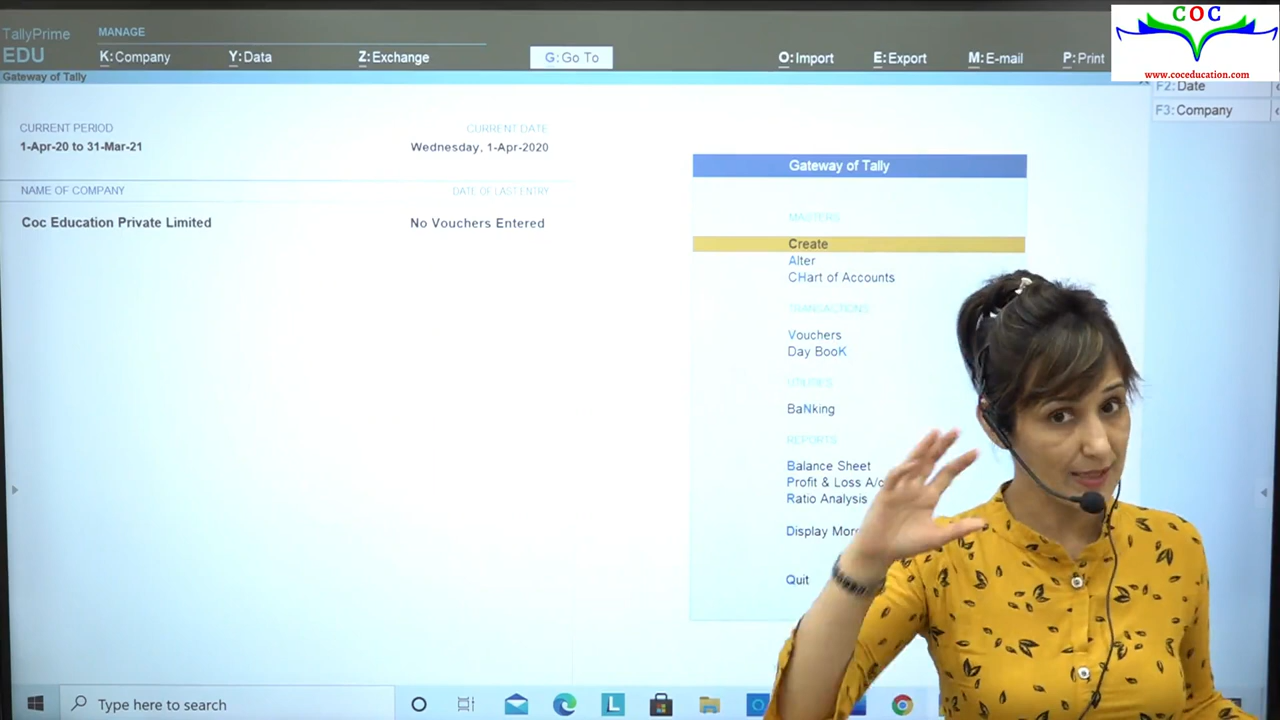 TallyPrime
EDU
MANAGE
K: Company
Y: Data
Z: Exchange
G: Go To
O: Import
E: Export
M: E-mail
P: Print
COC
www.coceducation.com
Gateway of Tally
F2: Date
F3: Company
CURRENT PERIOD
CURRENT DATE
1-Apr-20 to 31-Mar-21
Wednesday, 1-Apr-2020
NAME OF COMPANY
DATE OF LAST ENTRY
Coc Education Private Limited
No Vouchers Entered
Gateway of Tally
MASTERS
Create
Alter
CHart of Accounts
TRANSACTIONS
Vouchers
Day BooK
UTILITIES
BaNking
REPORTS
Balance Sheet
Profit & Loss A/c
Ratio Analysis
Display Mor
Quit
Type here to search